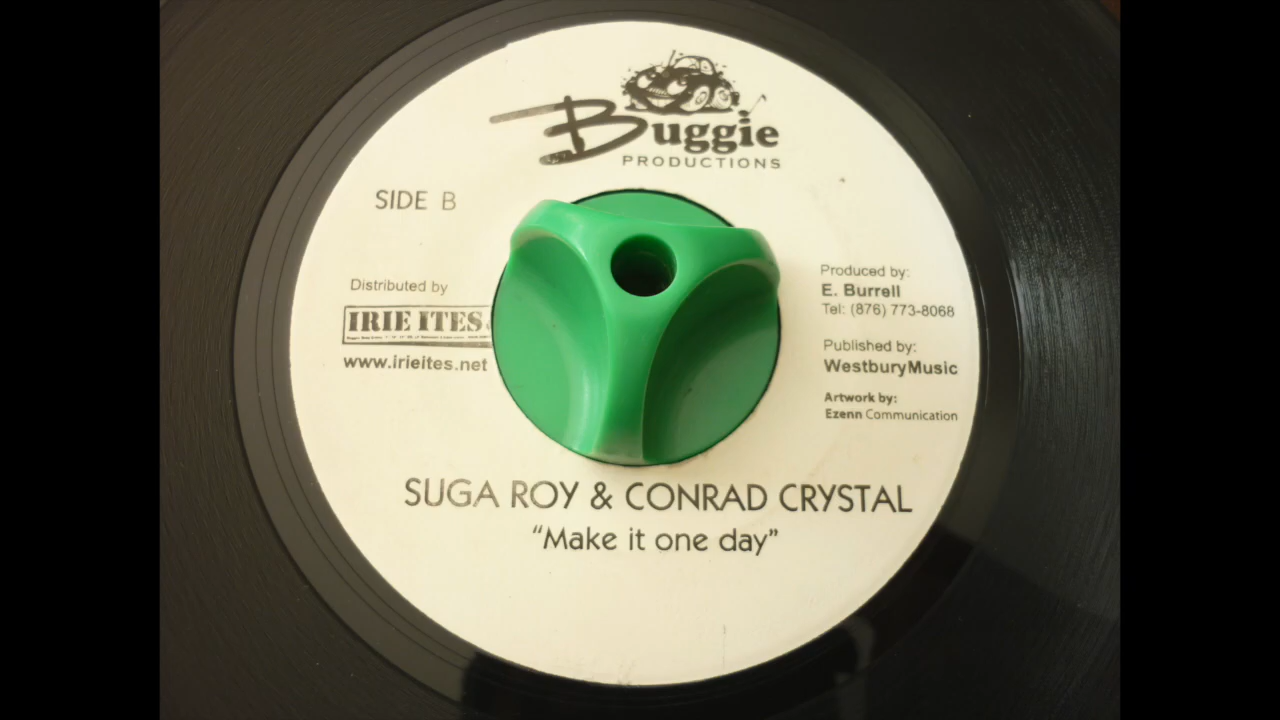 Buggie
PRODUCTIONS
SIDE B
Distributed by
IRIE ITES
www.irieites.net
Produced by:
E. Burrell
Tel: (876) 773-8068
Published by:
WestburyMusic
Artwork by:
Ezenn Communication
SUGA ROY & CONRAD CRYSTAL
“Make it one day”